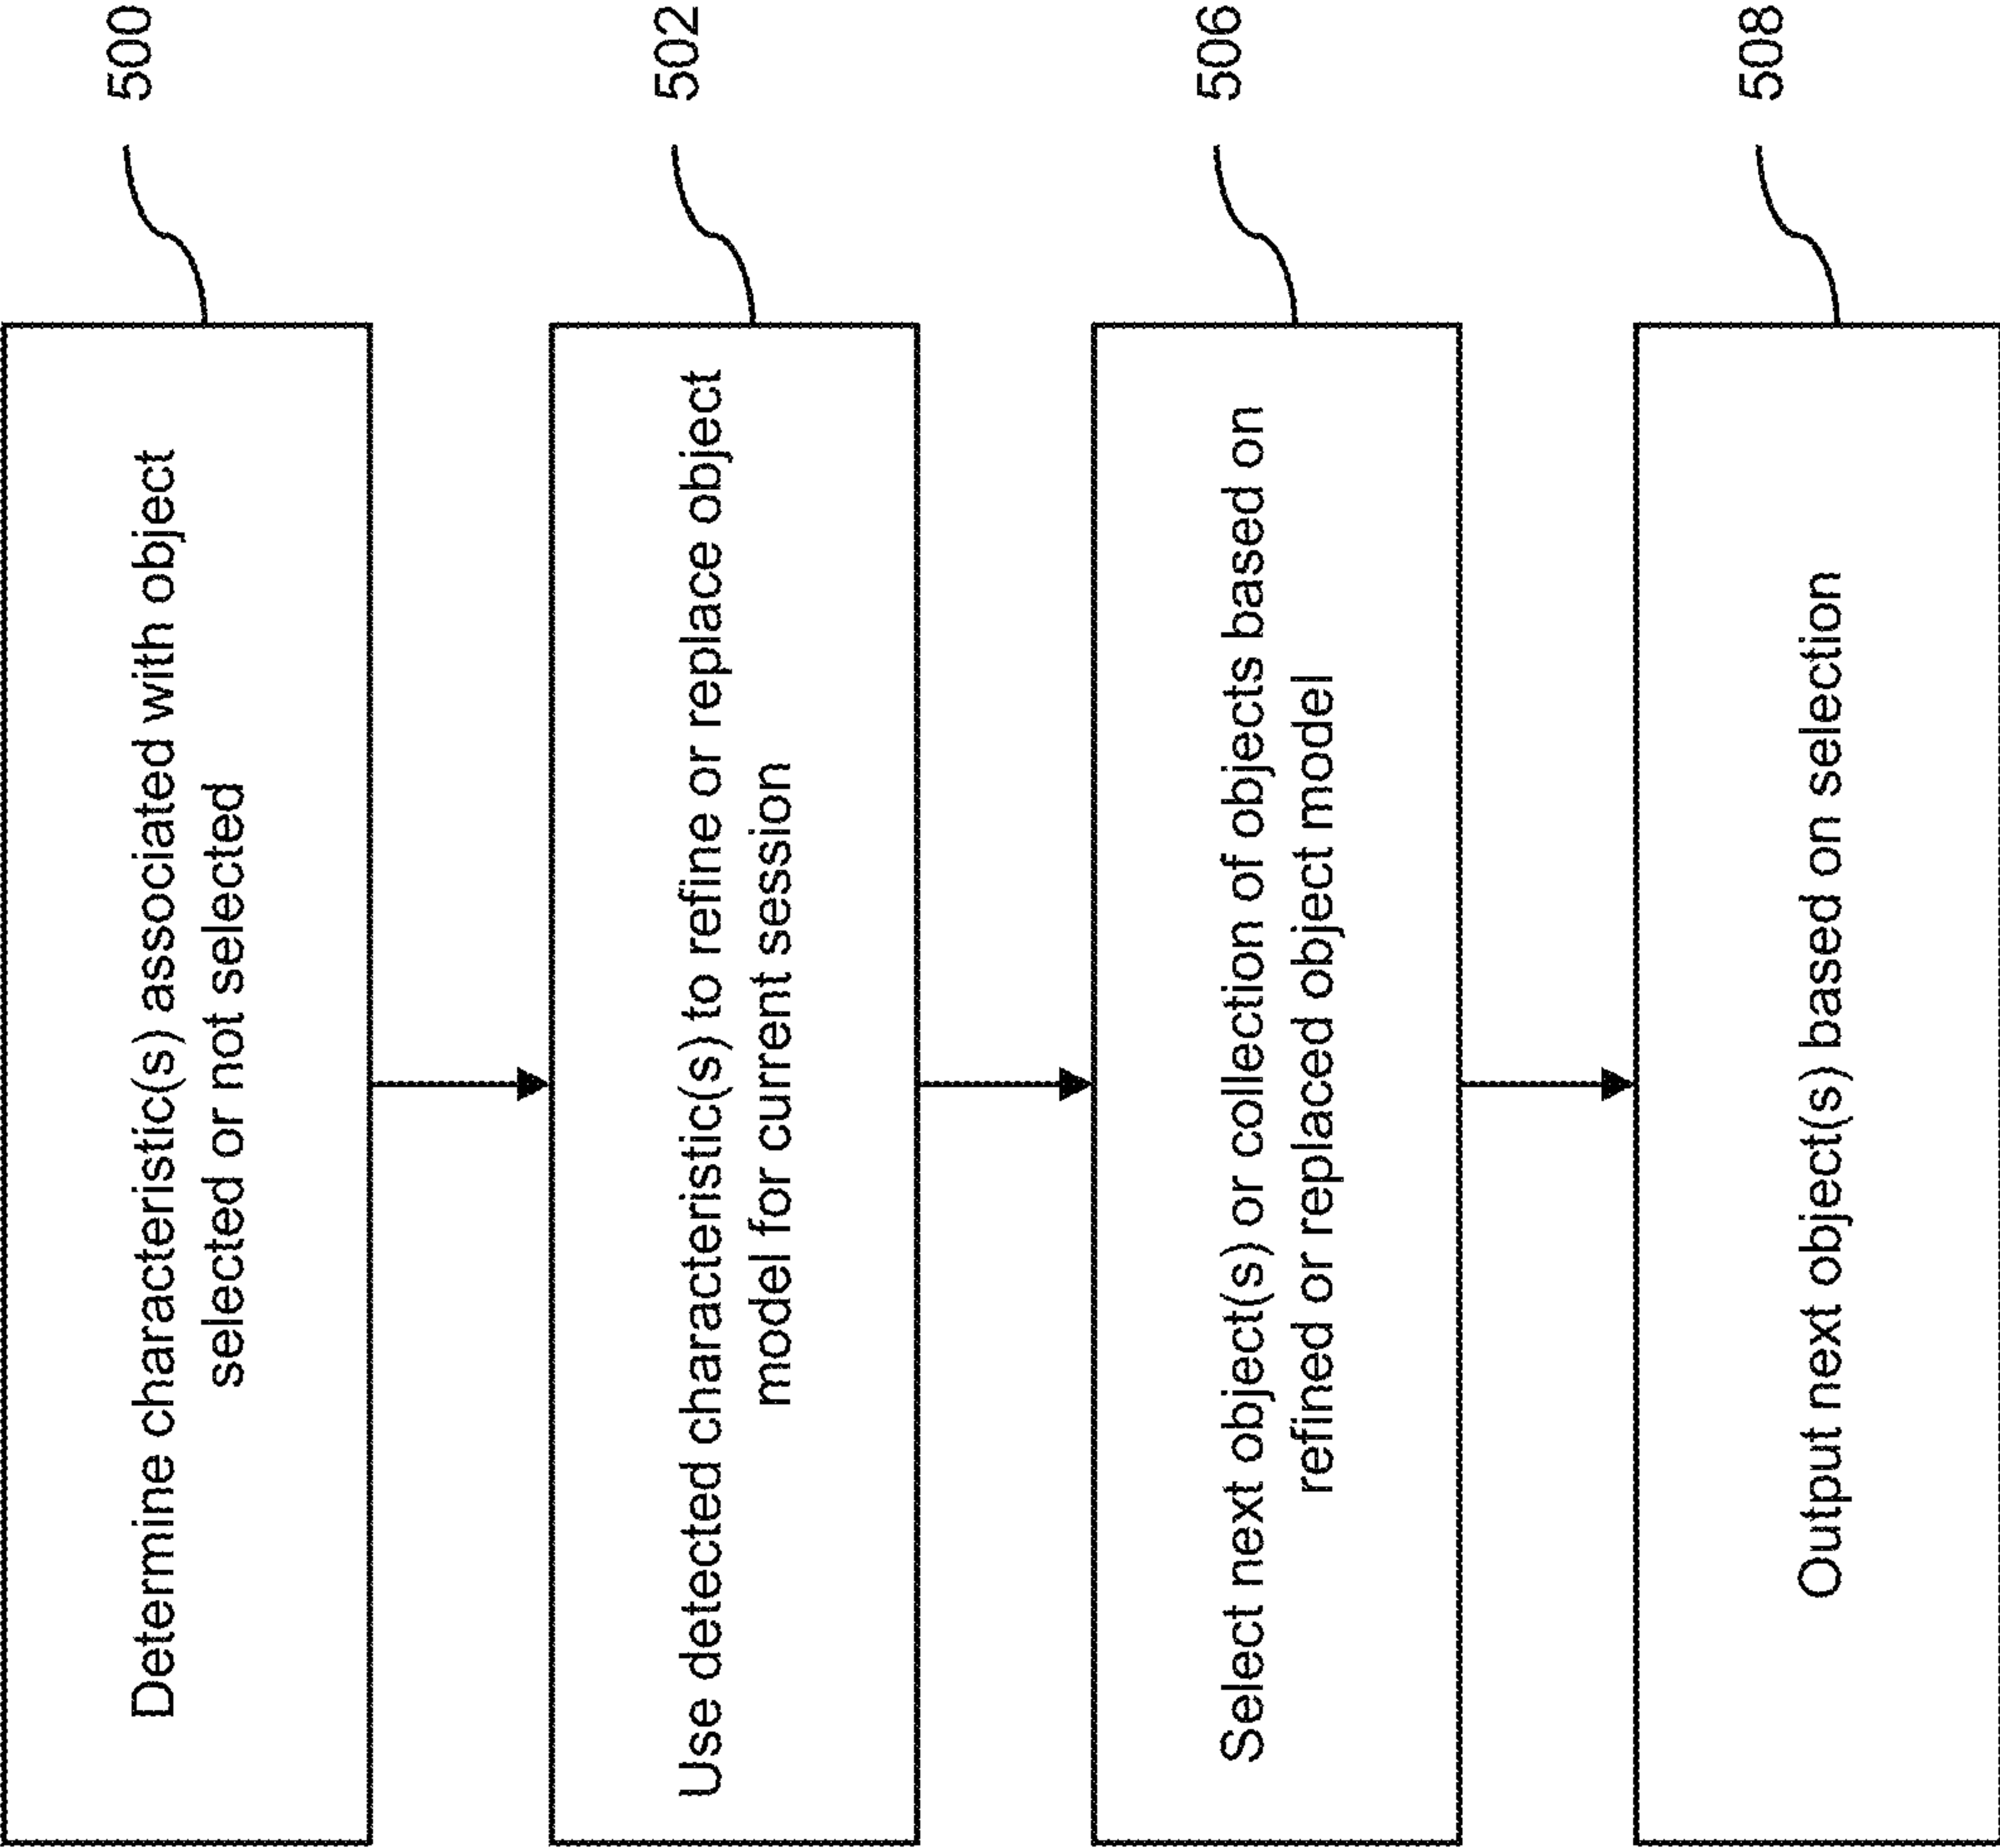 Determine characteristic(s) associated with object
selected or not selected
500
Use detected characteristic(s) to refine or replace object
model for current session
502
Select next object(s) or collection of objects based on
refined or replaced object model
506
Output next object(s) based on selection
508